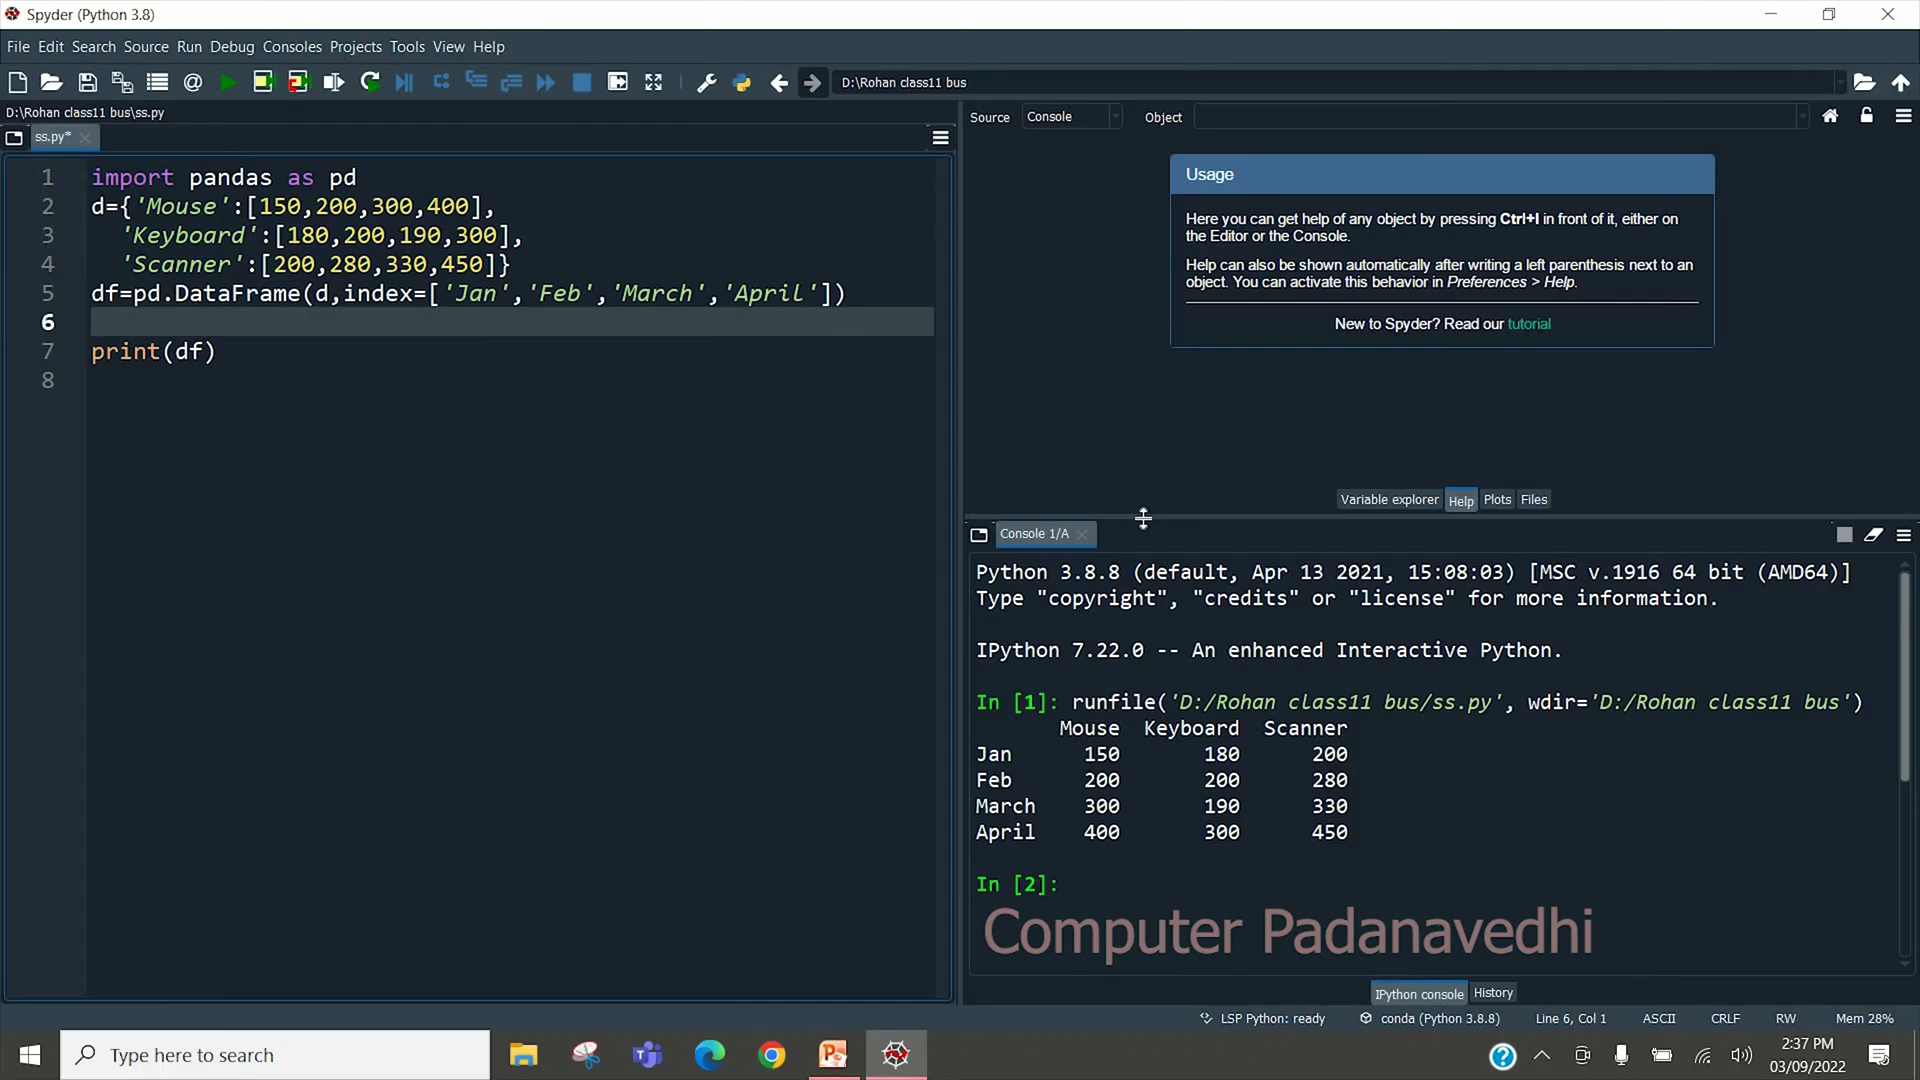 Spyder (Python 3.8)
File Edit Search Source Run Debug Consoles Projects Tools View Help
D:\Rohan class11 bus
D:\Rohan class11 bus\ss.py
ss.py*
1 import pandas as pd
2 d={'Mouse':[150,200,300,400],
3 'Keyboard':[180,200,190,300],
4 'Scanner':[200,280,330,450]}
5 df=pd.DataFrame(d,index=['Jan','Feb','March','April'])
6
7 print(df)
8
Source Console Object
Usage
Here you can get help of any object by pressing Ctrl+I in front of it, either on
the Editor or the Console.
Help can also be shown automatically after writing a left parenthesis next to an
object. You can activate this behavior in Preferences > Help.
New to Spyder? Read our tutorial
Variable explorer Help Plots Files
Console 1/A
Python 3.8.8 (default, Apr 13 2021, 15:08:03) [MSC v.1916 64 bit (AMD64)]
Type "copyright", "credits" or "license" for more information.
IPython 7.22.0 -- An enhanced Interactive Python.
In [1]: runfile('D:/Rohan class11 bus/ss.py', wdir='D:/Rohan class11 bus')
Mouse Keyboard Scanner
Jan 150 180 200
Feb 200 200 280
March 300 190 330
April 400 300 450
In [2]:
Computer Padanavedhi
IPython console History
LSP Python: ready conda (Python 3.8.8) Line 6, Col 1 ASCII CRLF RW Mem 28%
Type here to search
2:37 PM
03/09/2022